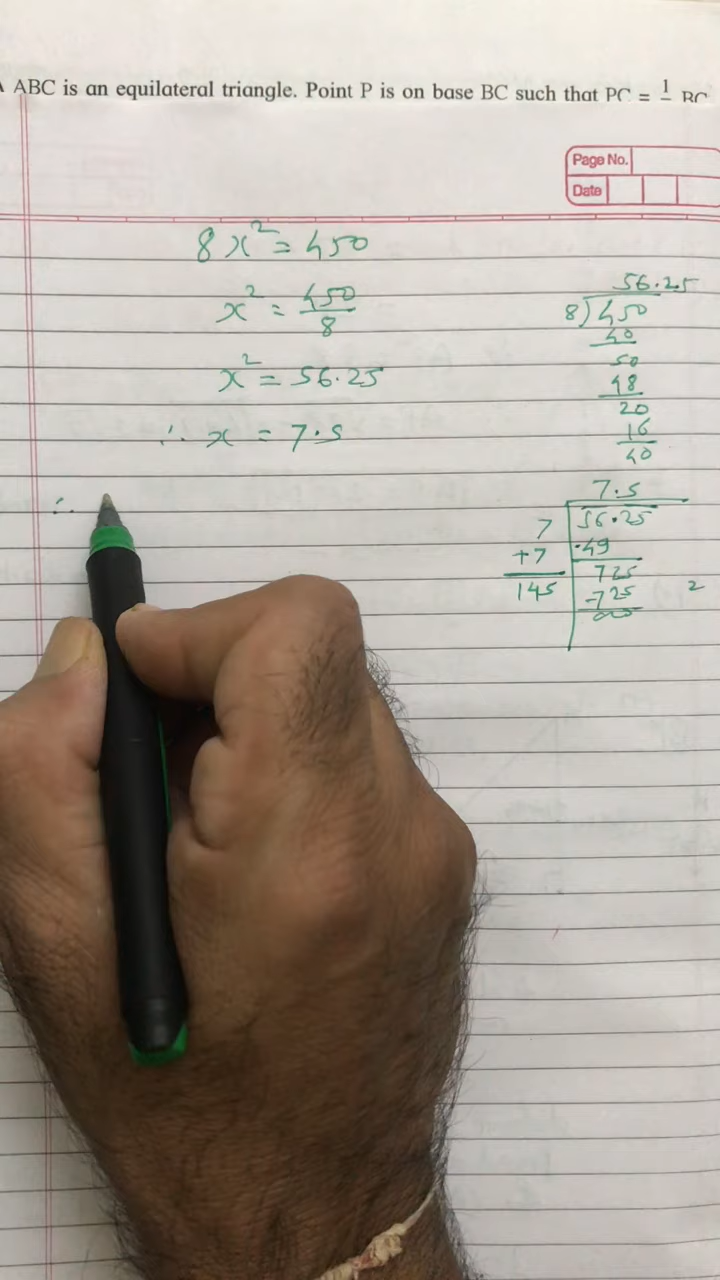 ABC is an equilateral triangle. Point P is on base BC such that PC = 1/ BC
Page No.
Date
8x² = 450
x² = 450/8
x² = 56.25
∴ x = 7.5
∴
56.25
8) 450
40
50
48
20
16
40
7.5
7 56.25
+7 -49
725
145 -725
000
2